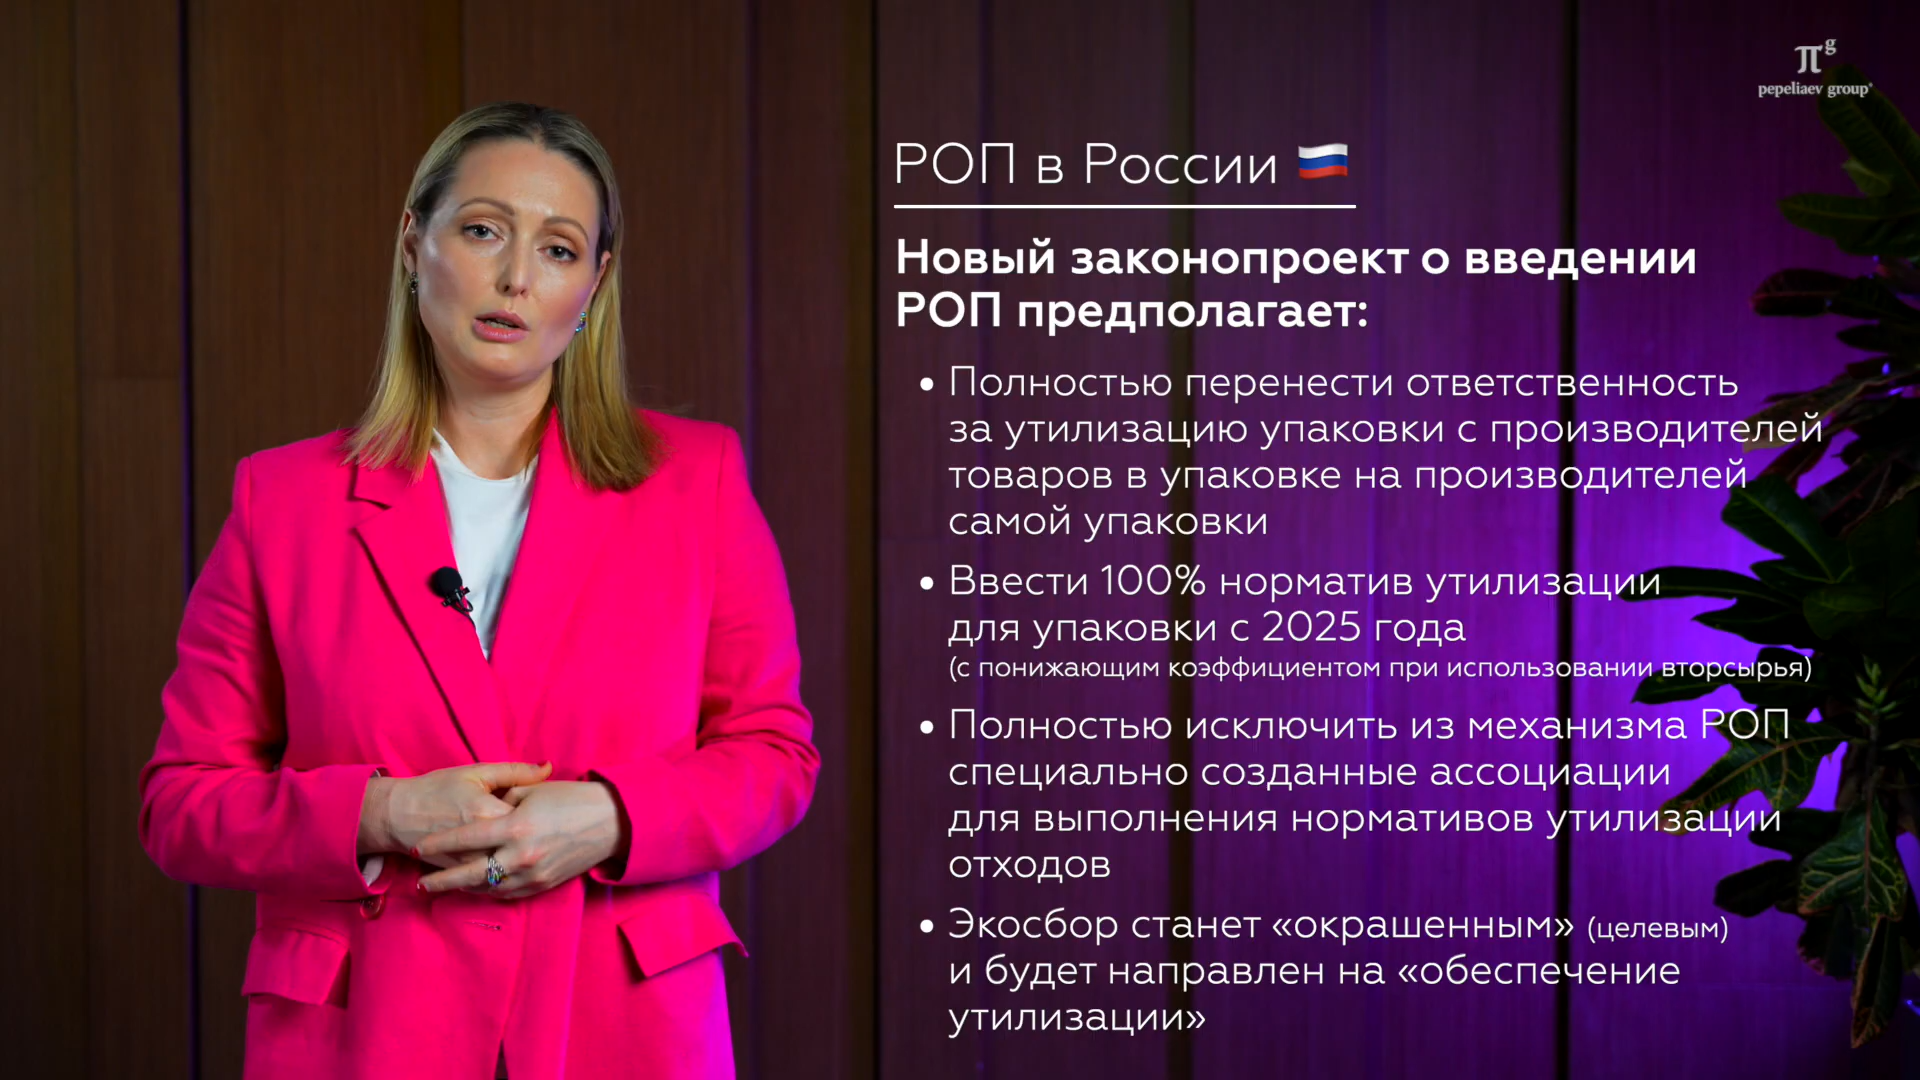 πg
pepeliaev group®
РОП в России
Новый законопроект о введении
РОП предполагает:
• Полностью перенести ответственность
за утилизацию упаковки с производителей
товаров в упаковке на производителей
самой упаковки
• Ввести 100% норматив утилизации
для упаковки с 2025 года
(с понижающим коэффициентом при использовании вторсырья)
• Полностью исключить из механизма РОП
специально созданные ассоциации
для выполнения нормативов утилизации
отходов
• Экосбор станет «окрашенным» (целевым)
и будет направлен на «обеспечение
утилизации»